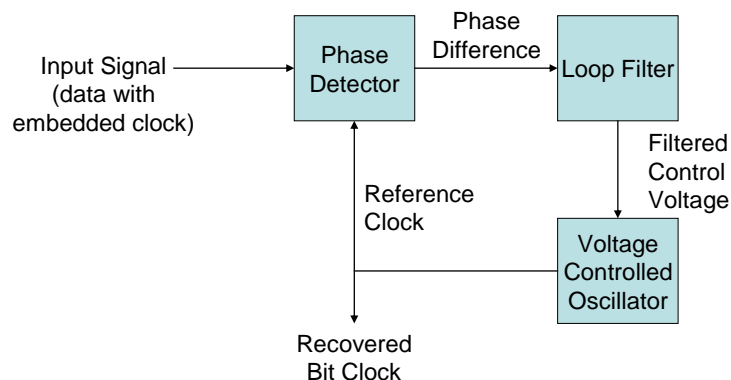 Input Signal
(data with
embedded clock)
Phase
Detector
Phase
Difference
Loop Filter
Filtered
Control
Voltage
Reference
Clock
Voltage
Controlled
Oscillator
Recovered
Bit Clock